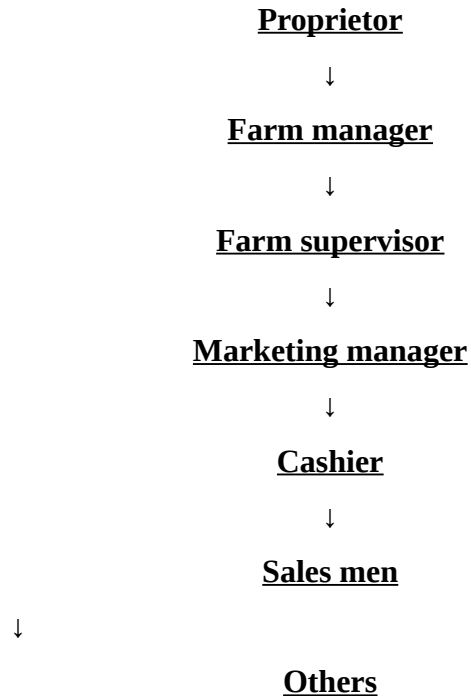 Proprietor
↓
Farm manager
↓
Farm supervisor
↓
Marketing manager
↓
Cashier
↓
Sales men
↓
Others